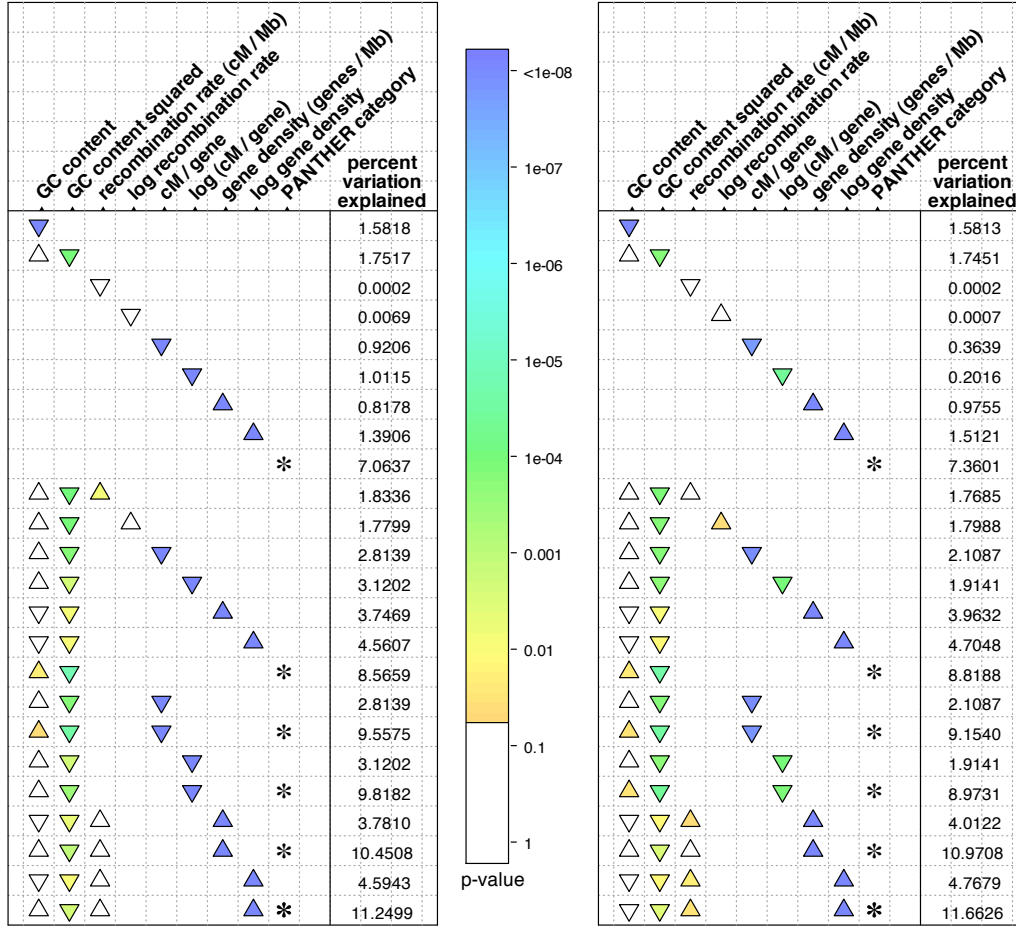 GC content
GC content squared
recombination rate (cM / Mb)
log recombination rate
cM / gene
log (cM / gene)
gene density (genes / Mb)
log gene density
PANTHER category
percent
variation
explained
1.5818
1.7517
0.0002
0.0069
0.9206
1.0115
0.8178
1.3906
* 7.0637
1.8336
1.7799
2.8139
3.1202
3.7469
4.5607
* 8.5659
2.8139
* 9.5575
3.1202
* 9.8182
3.7810
* 10.4508
4.5943
* 11.2499
<1e-08
1e-07
1e-06
1e-05
1e-04
0.001
0.01
0.1
1
p-value
GC content
GC content squared
recombination rate (cM / Mb)
log recombination rate
cM / gene
log (cM / gene)
gene density (genes / Mb)
log gene density
PANTHER category
percent
variation
explained
1.5813
1.7451
0.0002
0.0007
0.3639
0.2016
0.9755
1.5121
* 7.3601
1.7685
1.7988
2.1087
1.9141
3.9632
4.7048
* 8.8188
2.1087
* 9.1540
1.9141
* 8.9731
4.0122
* 10.9708
4.7679
* 11.6626